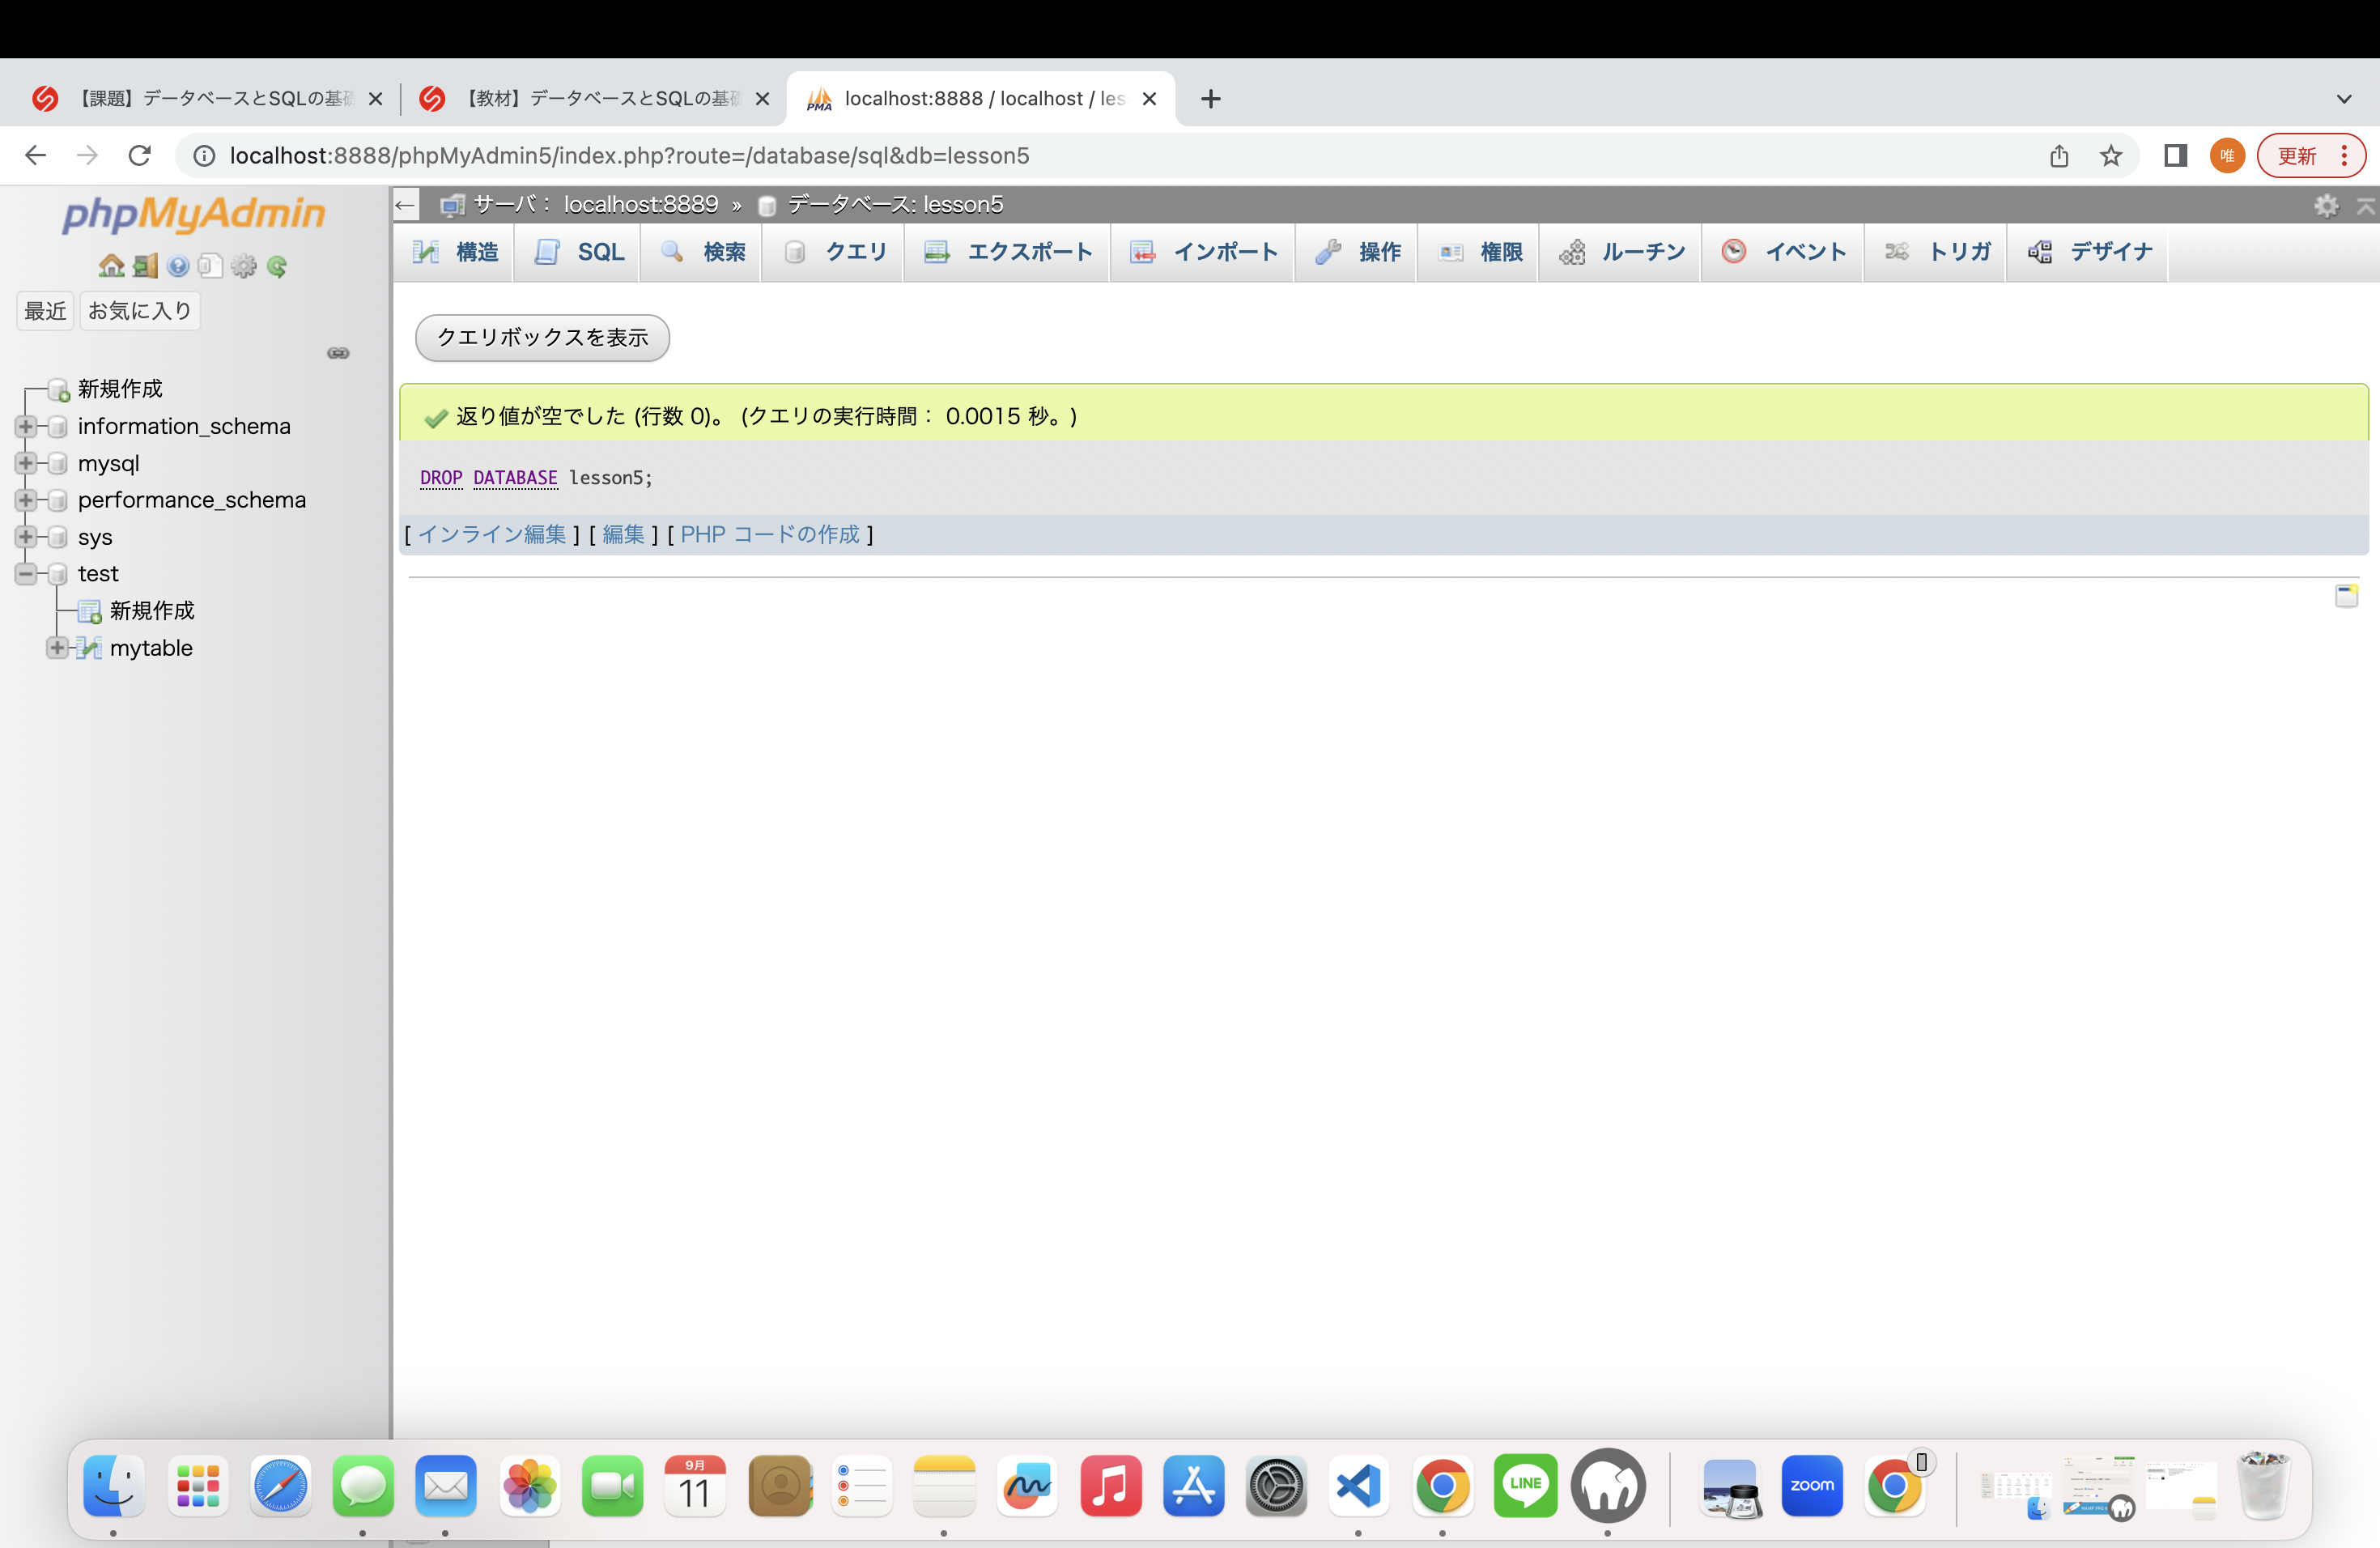 【課題】データベースとSQLの基礎
【教材】データベースとSQLの基礎
PMA
localhost:8888 / localhost / les
localhost:8888/phpMyAdmin5/index.php?route=/database/sql&db=lesson5
唯
更新
phpMyAdmin
サーバ： localhost:8889 » データベース: lesson5
構造 SQL 検索 クエリ エクスポート インポート 操作 権限 ルーチン イベント トリガ デザイナ
最近 お気に入り
クエリボックスを表示
新規作成
information_schema
mysql
performance_schema
sys
test
新規作成
mytable
返り値が空でした (行数 0)。 (クエリの実行時間： 0.0015 秒。)
DROP DATABASE lesson5;
[ インライン編集 ] [ 編集 ] [ PHP コードの作成 ]
9月
11
LINE
zoom